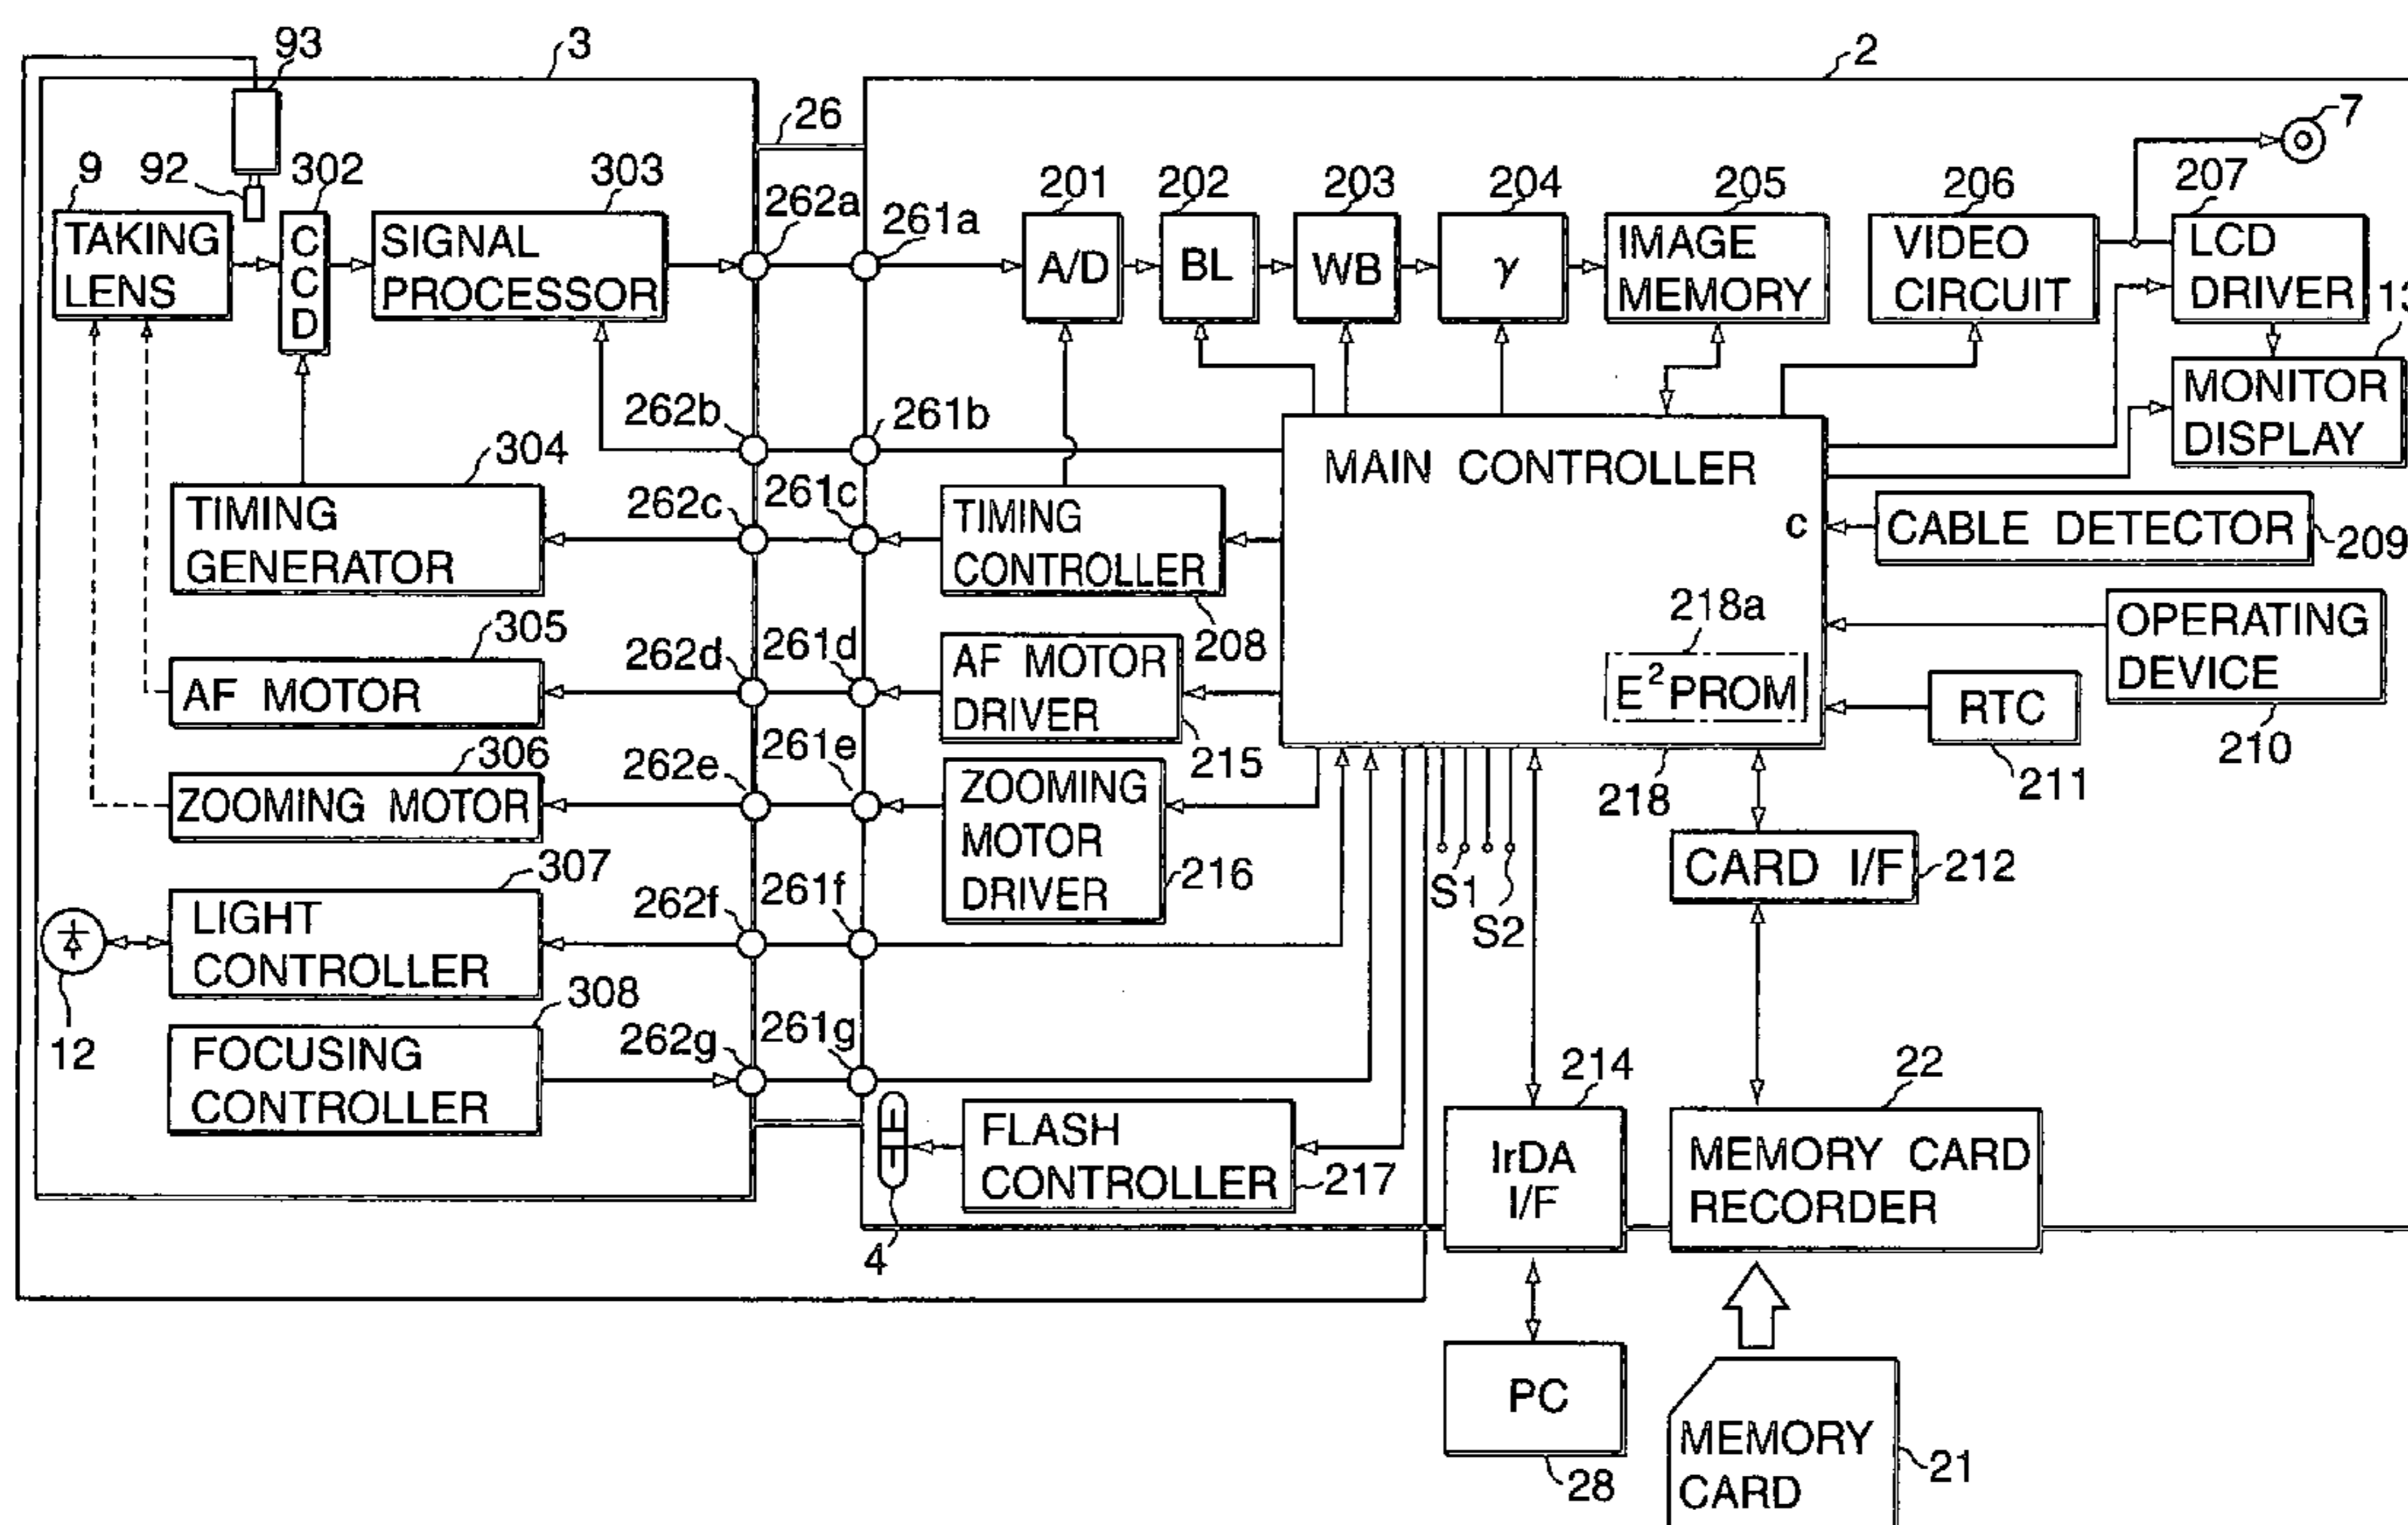 93
3
2
26
7
9
92
302
303
262a
261a
201
202
203
204
205
206
207
TAKING
LENS
C
C
D
SIGNAL
PROCESSOR
A/D
BL
WB
γ
IMAGE
MEMORY
VIDEO
CIRCUIT
LCD
DRIVER
13
MONITOR
DISPLAY
262b
261b
MAIN CONTROLLER
304
TIMING
GENERATOR
262c
261c
TIMING
CONTROLLER
208
c
CABLE DETECTOR
209
305
AF MOTOR
262d
261d
AF MOTOR
DRIVER
215
218a
E²PROM
218
OPERATING
DEVICE
210
RTC
211
306
ZOOMING MOTOR
262e
261e
ZOOMING
MOTOR
DRIVER
216
S1
S2
CARD I/F
212
307
LIGHT
CONTROLLER
262f
261f
12
308
FOCUSING
CONTROLLER
262g
261g
4
FLASH
CONTROLLER
217
214
IrDA
I/F
22
MEMORY CARD
RECORDER
PC
28
MEMORY
CARD
21